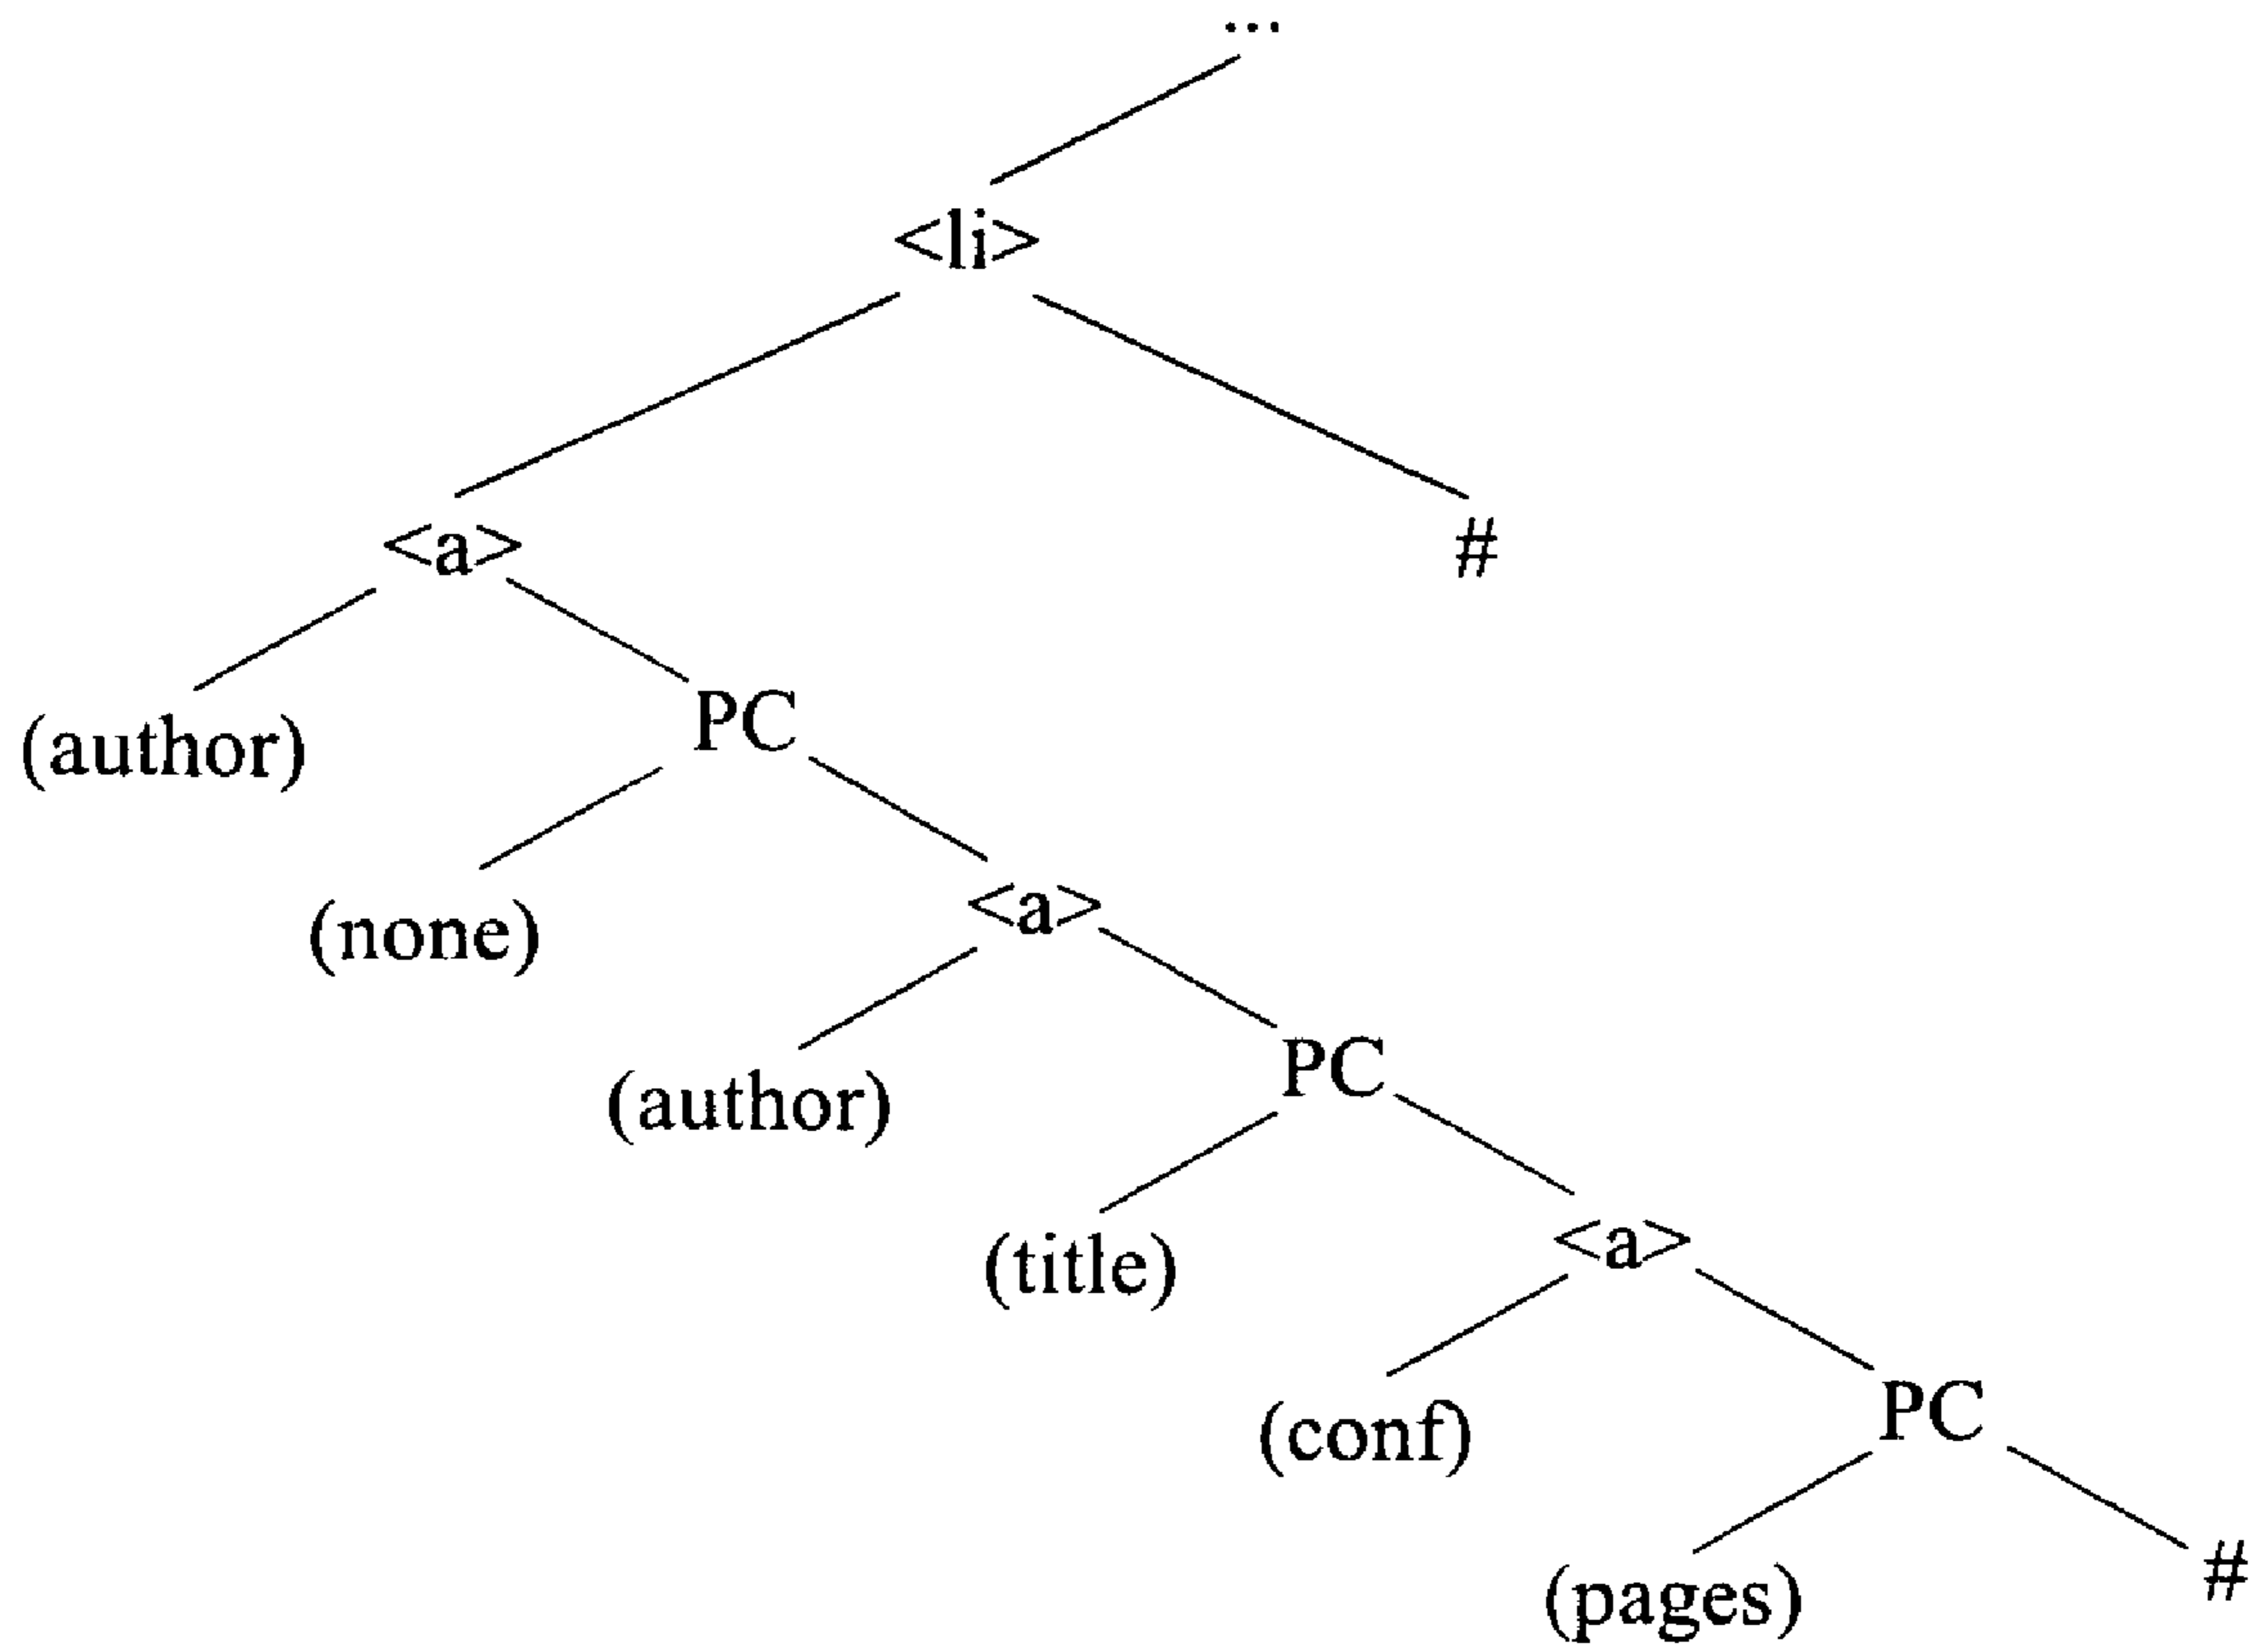 ...
<li>
<a>
#
(author)
PC
(none)
<a>
(author)
PC
(title)
<a>
(conf)
PC
(pages)
#